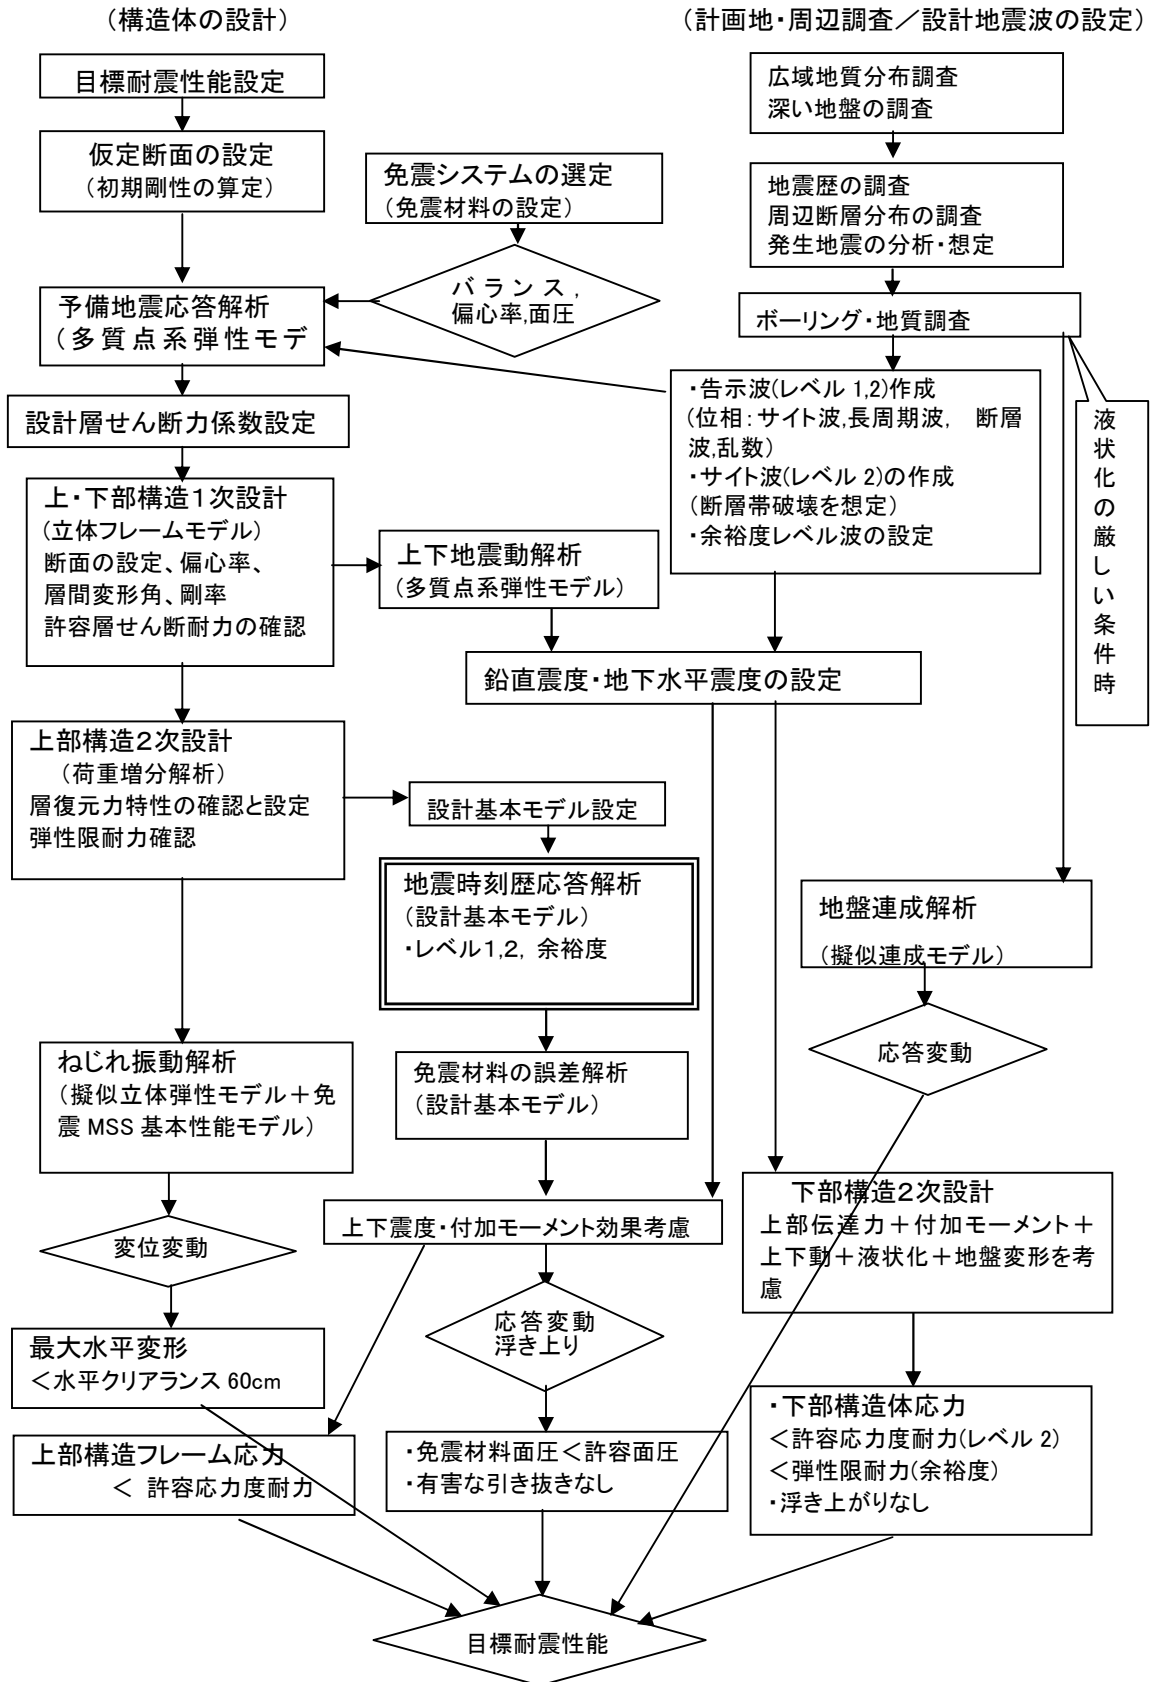 (構造体の設計)
(計画地・周辺調査／設計地震波の設定)
目標耐震性能設定
仮定断面の設定
(初期剛性の算定)
免震システムの選定
(免震材料の設定)
バランス,
偏心率,面圧
予備地震応答解析
(多質点系弾性モデ
設計層せん断力係数設定
上・下部構造1次設計
(立体フレームモデル)
断面の設定、偏心率、
層間変形角、剛率
許容層せん断耐力の確認
上下地震動解析
(多質点系弾性モデル)
広域地質分布調査
深い地盤の調査
地震歴の調査
周辺断層分布の調査
発生地震の分析・想定
ボーリング・地質調査
・告示波(レベル 1,2)作成
(位相：サイト波,長周期波, 断層
波,乱数)
・サイト波(レベル 2)の作成
(断層帯破壊を想定)
・余裕度レベル波の設定
液状化の厳しい条件時
鉛直震度・地下水平震度の設定
上部構造2次設計
(荷重増分解析)
層復元力特性の確認と設定
弾性限耐力確認
設計基本モデル設定
地震時刻歴応答解析
(設計基本モデル)
・レベル1,2, 余裕度
地盤連成解析
(擬似連成モデル)
応答変動
ねじれ振動解析
(擬似立体弾性モデル＋免
震 MSS 基本性能モデル)
免震材料の誤差解析
(設計基本モデル)
変位変動
上下震度・付加モーメント効果考慮
下部構造2次設計
上部伝達力＋付加モーメント＋
上下動＋液状化＋地盤変形を考
慮
応答変動
浮き上り
最大水平変形
＜水平クリアランス 60cm
上部構造フレーム応力
＜ 許容応力度耐力
・免震材料面圧＜許容面圧
・有害な引き抜きなし
・下部構造体応力
＜許容応力度耐力(レベル 2)
＜弾性限耐力(余裕度)
・浮き上がりなし
目標耐震性能